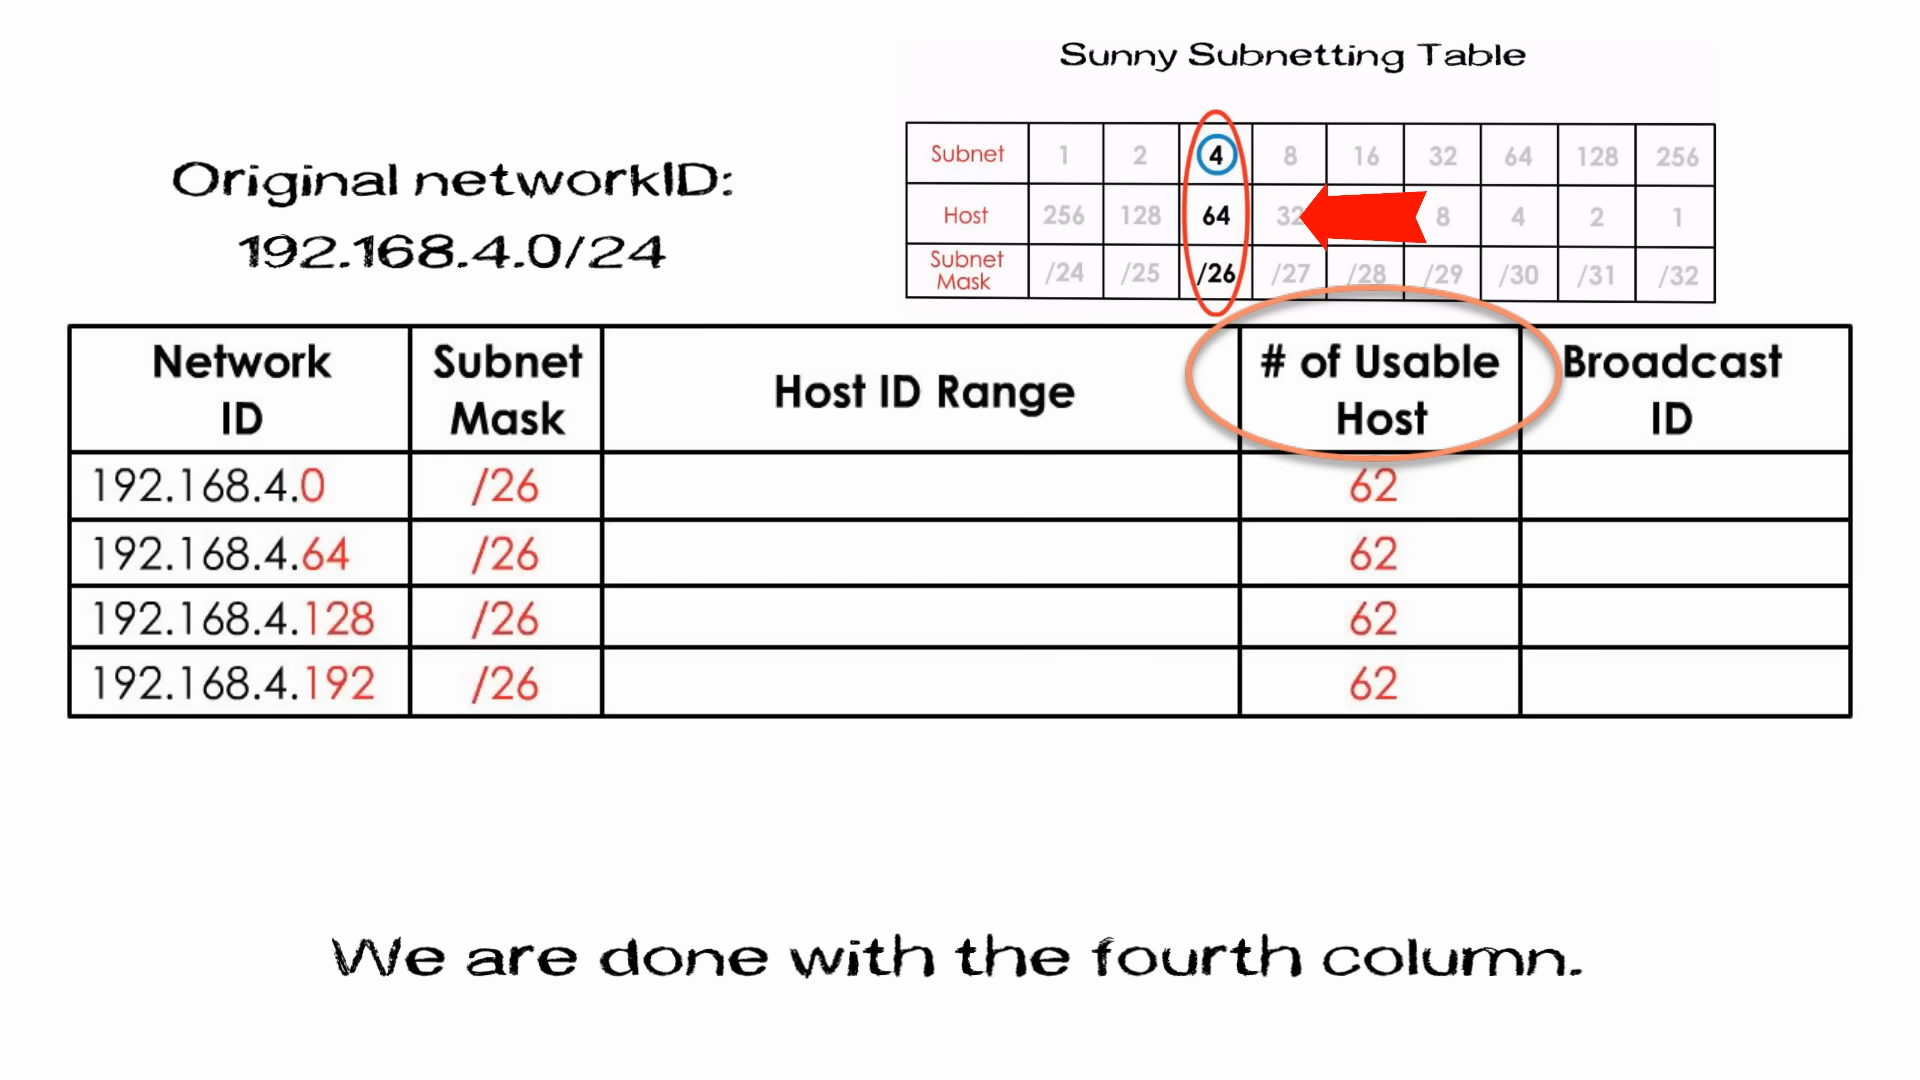 Sunny Subnetting Table
Subnet 1 2 4 8 16 32 64 128 256
Host 256 128 64 32 8 4 2 1
Subnet Mask /24 /25 /26 /27 /28 /29 /30 /31 /32
Original networkID:
192.168.4.0/24
Network ID Subnet Mask Host ID Range # of Usable Host Broadcast ID
192.168.4.0 /26 62
192.168.4.64 /26 62
192.168.4.128 /26 62
192.168.4.192 /26 62
We are done with the fourth column.